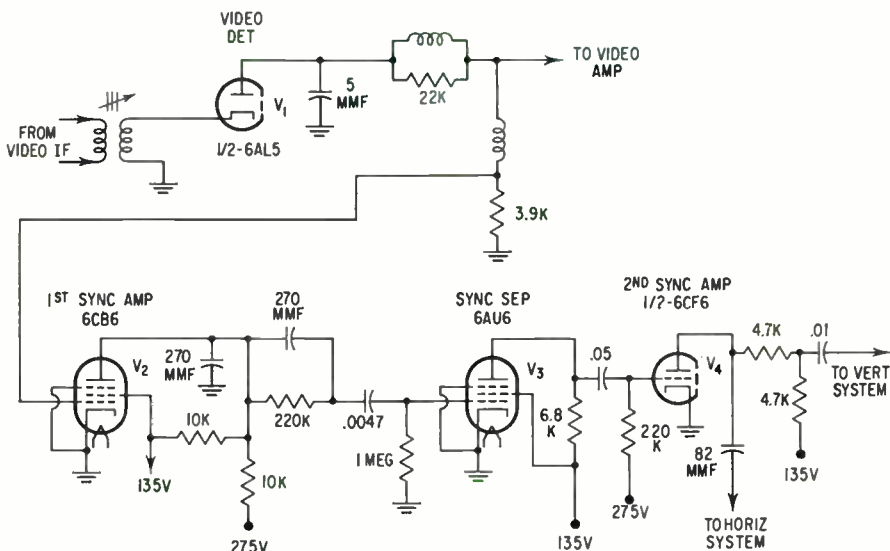 VIDEO
DET
TO VIDEO
AMP
5
MMF
22K
V1
FROM
VIDEO IF
1/2-6AL5
3.9K
1ST SYNC AMP
6CB6
270
MMF
SYNC SEP
6AU6
2ND SYNC AMP
1/2-6CF6
270
MMF
V2
V3
V4
.05
4.7K
.01
TO VERT
SYSTEM
220K
.0047
10K
6.8
K
220
K
4.7K
1 MEG
82
MMF
135V
10K
275V
135V
275V
135V
TO HORIZ
SYSTEM